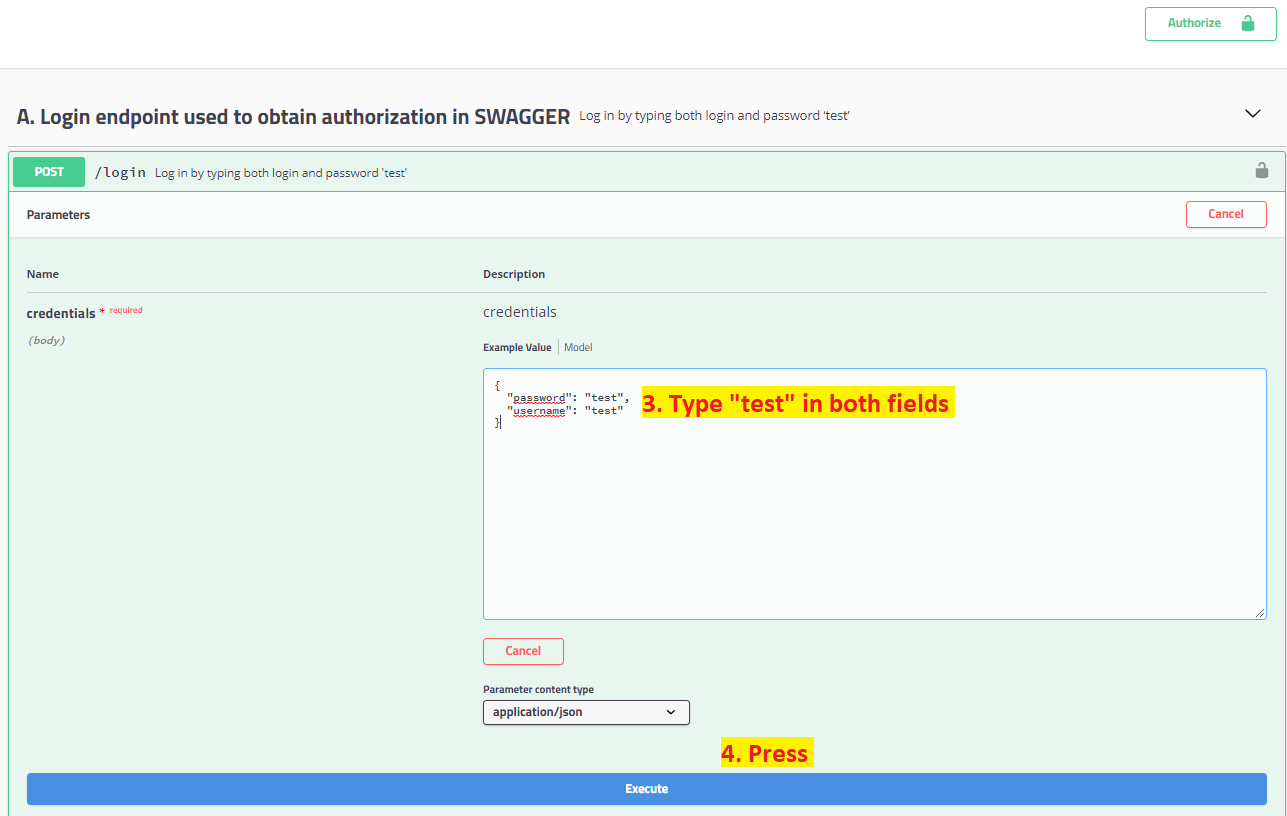 Authorize
A. Login endpoint used to obtain authorization in SWAGGER Log in by typing both login and password 'test'
POST /login Log in by typing both login and password 'test'
Parameters Cancel
Name Description
credentials * required credentials
(body)
Example Value Model
{
"password": "test",
"username": "test"
}
3. Type "test" in both fields
Cancel
Parameter content type
application/json
4. Press
Execute